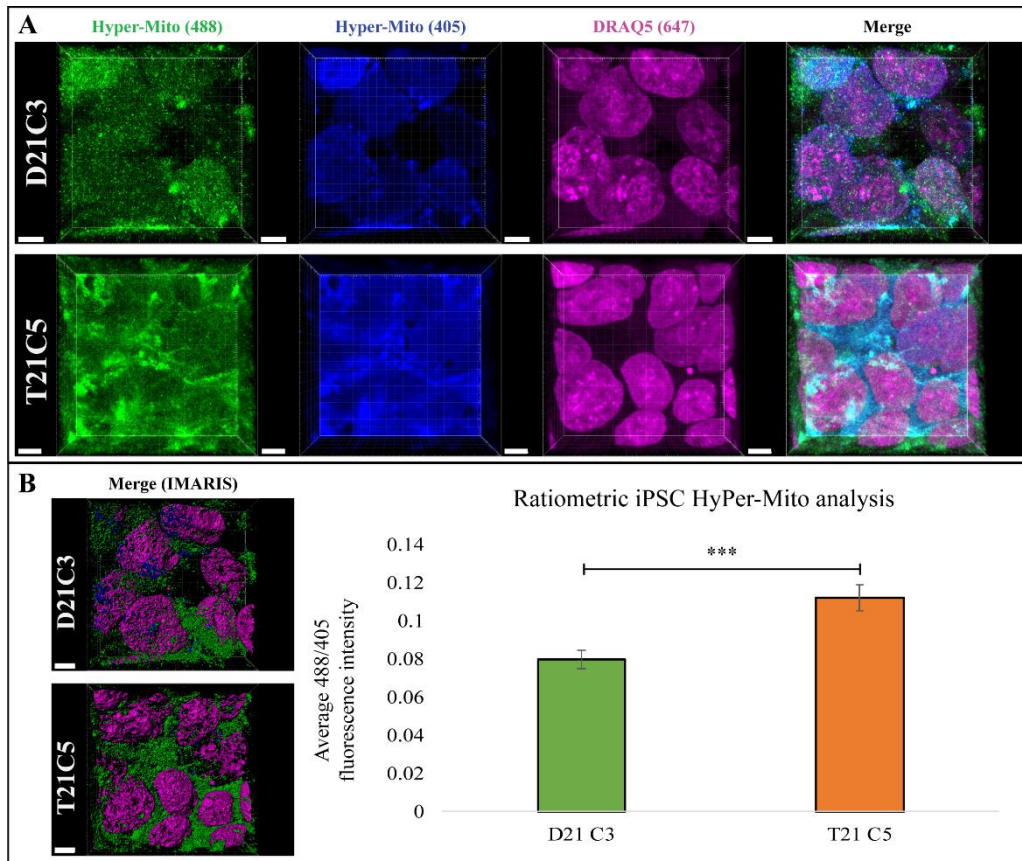 A
Hyper-Mito (488)
Hyper-Mito (405)
DRAQ5 (647)
Merge
D21C3
T21C5
B
Merge (IMARIS)
D21C3
T21C5
Ratiometric iPSC HyPer-Mito analysis
Average 488/405
fluorescence intensity
0.14
0.12
0.1
0.08
0.06
0.04
0.02
0
***
D21 C3
T21 C5